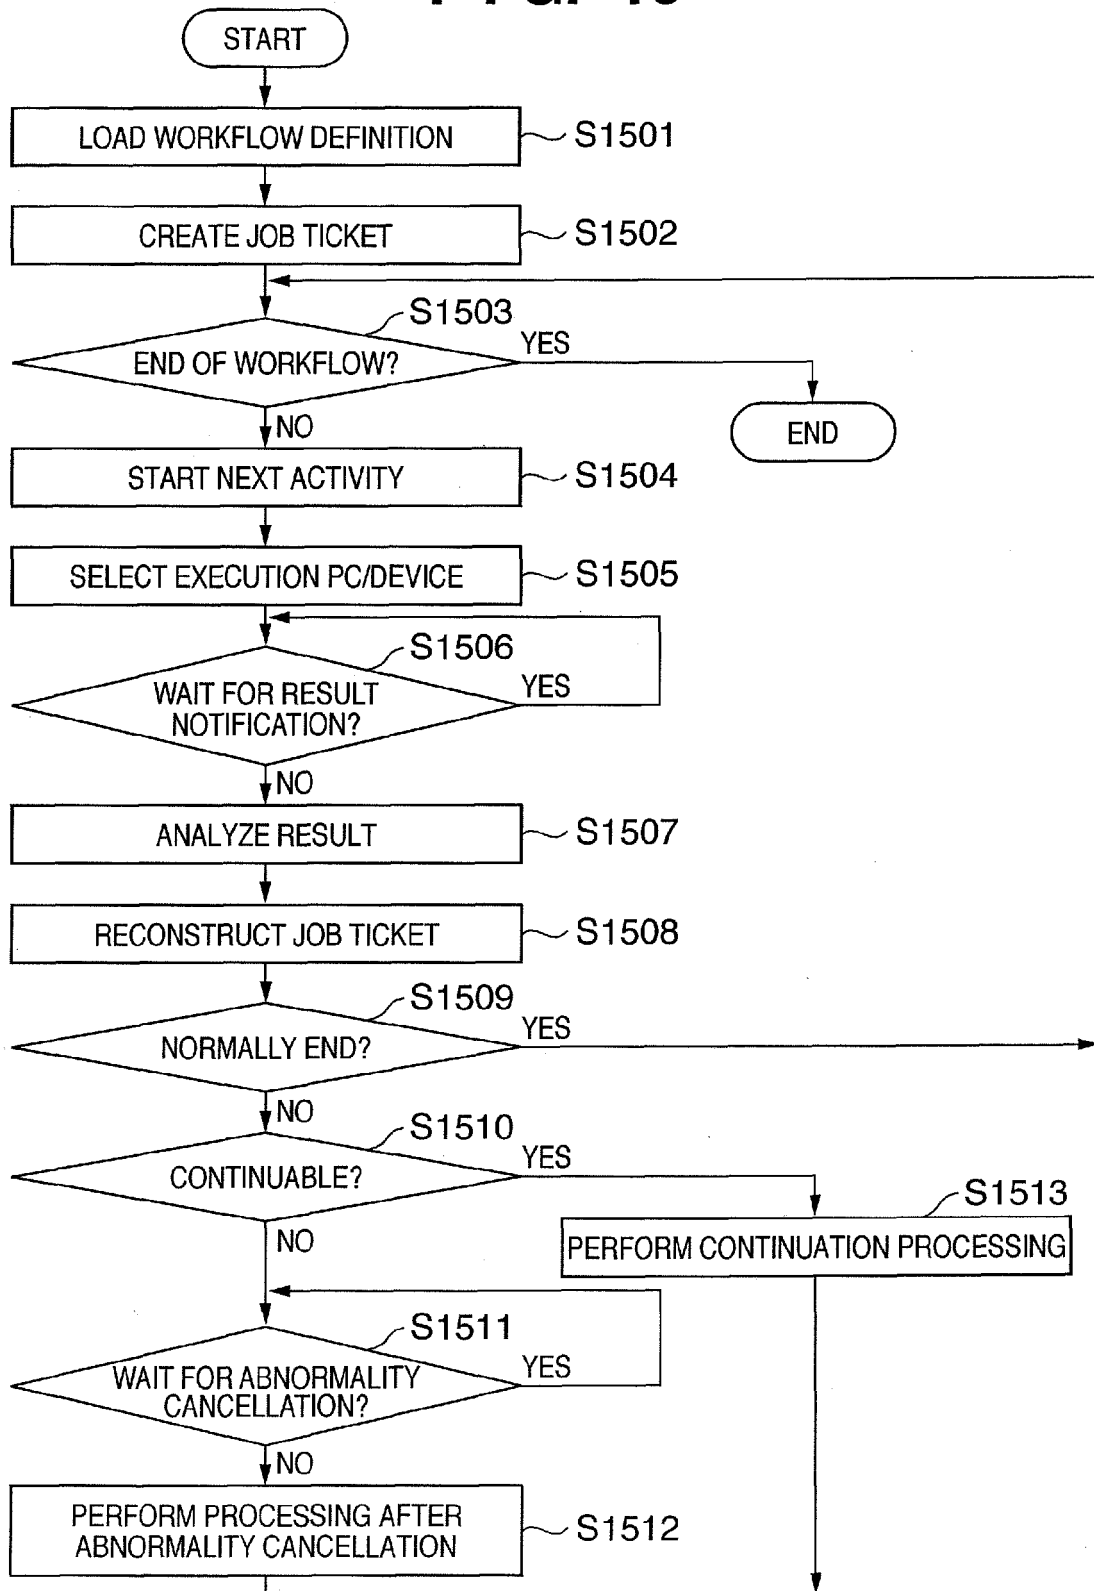 START
LOAD WORKFLOW DEFINITION
S1501
CREATE JOB TICKET
S1502
S1503
END OF WORKFLOW?
YES
NO
END
START NEXT ACTIVITY
S1504
SELECT EXECUTION PC/DEVICE
S1505
S1506
WAIT FOR RESULT
NOTIFICATION?
YES
NO
ANALYZE RESULT
S1507
RECONSTRUCT JOB TICKET
S1508
S1509
NORMALLY END?
YES
NO
S1510
CONTINUABLE?
YES
NO
S1513
PERFORM CONTINUATION PROCESSING
S1511
WAIT FOR ABNORMALITY
CANCELLATION?
YES
NO
PERFORM PROCESSING AFTER
ABNORMALITY CANCELLATION
S1512